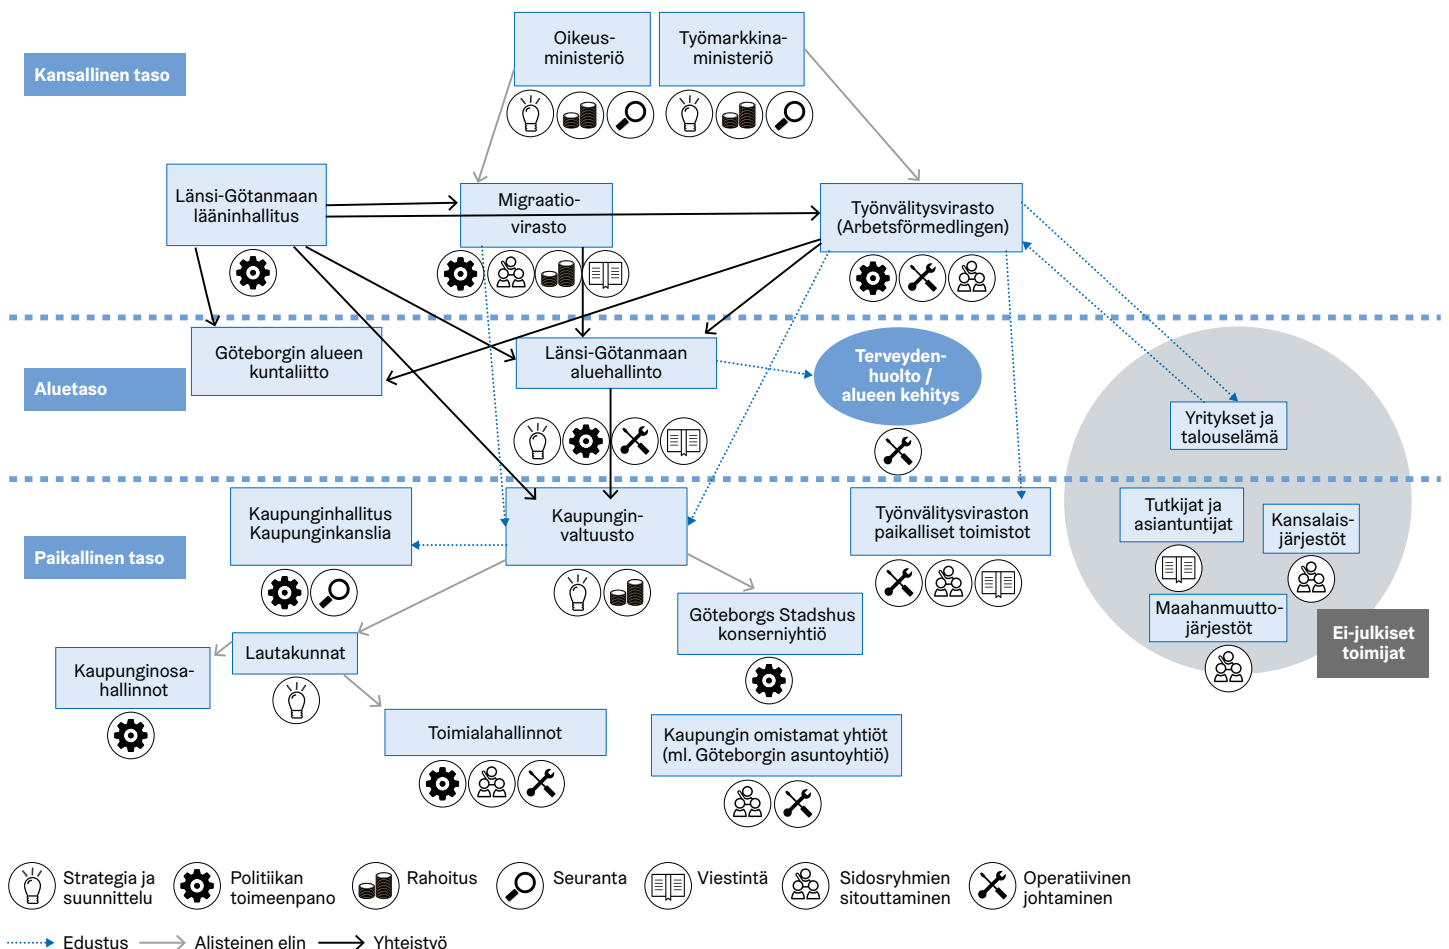 Kansallinen taso
Oikeus-
ministeriö
Työmarkkina-
ministeriö
Länsi-Götanmaan
lääninhallitus
Migraatio-
virasto
Työnvälitysvirasto
(Arbetsförmedlingen)
Aluetaso
Göteborgin alueen
kuntaliitto
Länsi-Götanmaan
aluehallinto
Terveyden-
huolto /
alueen kehitys
Yritykset ja
talouselämä
Paikallinen taso
Kaupunginhallitus
Kaupunginkanslia
Kaupungin-
valtuusto
Työnvälitysviraston
paikalliset toimistot
Tutkijat ja
asiantuntijat
Kansalais-
järjestöt
Maahanmuutto-
järjestöt
Ei-julkiset
toimijat
Göteborgs Stadshus
konserniyhtiö
Lautakunnat
Kaupunginosa-
hallinnot
Toimialahallinnot
Kaupungin omistamat yhtiöt
(ml. Göteborgin asuntoyhtiö)
Strategia ja
suunnittelu
Politiikan
toimeenpano
Rahoitus
Seuranta
Viestintä
Sidosryhmien
sitouttaminen
Operatiivinen
johtaminen
Edustus
Alisteinen elin
Yhteistyö